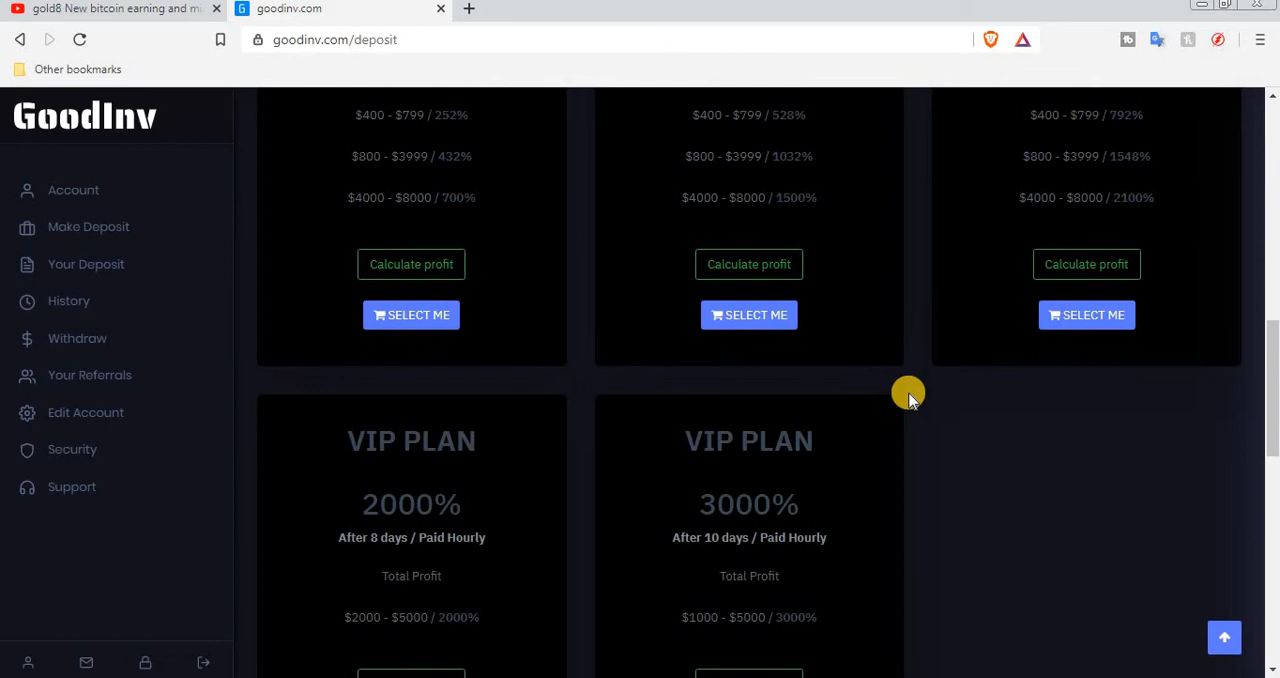 gold8 New bitcoin earning and mi
goodinv.com
goodinv.com/deposit
Other bookmarks
GoodInv
Account
Make Deposit
Your Deposit
History
Withdraw
Your Referrals
Edit Account
Security
Support
$400 - $799 / 252%
$800 - $3999 / 432%
$4000 - $8000 / 700%
Calculate profit
SELECT ME
$400 - $799 / 528%
$800 - $3999 / 1032%
$4000 - $8000 / 1500%
Calculate profit
SELECT ME
$400 - $799 / 792%
$800 - $3999 / 1548%
$4000 - $8000 / 2100%
Calculate profit
SELECT ME
VIP PLAN
2000%
After 8 days / Paid Hourly
Total Profit
$2000 - $5000 / 2000%
VIP PLAN
3000%
After 10 days / Paid Hourly
Total Profit
$1000 - $5000 / 3000%